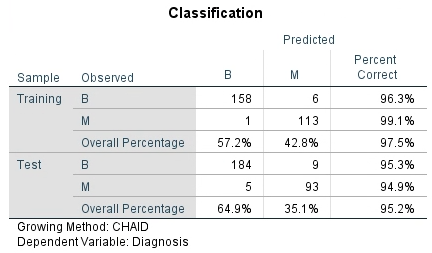 Classification
Predicted
Sample Observed B M Percent Correct
Training B 158 6 96.3%
M 1 113 99.1%
Overall Percentage 57.2% 42.8% 97.5%
Test B 184 9 95.3%
M 5 93 94.9%
Overall Percentage 64.9% 35.1% 95.2%
Growing Method: CHAID
Dependent Variable: Diagnosis